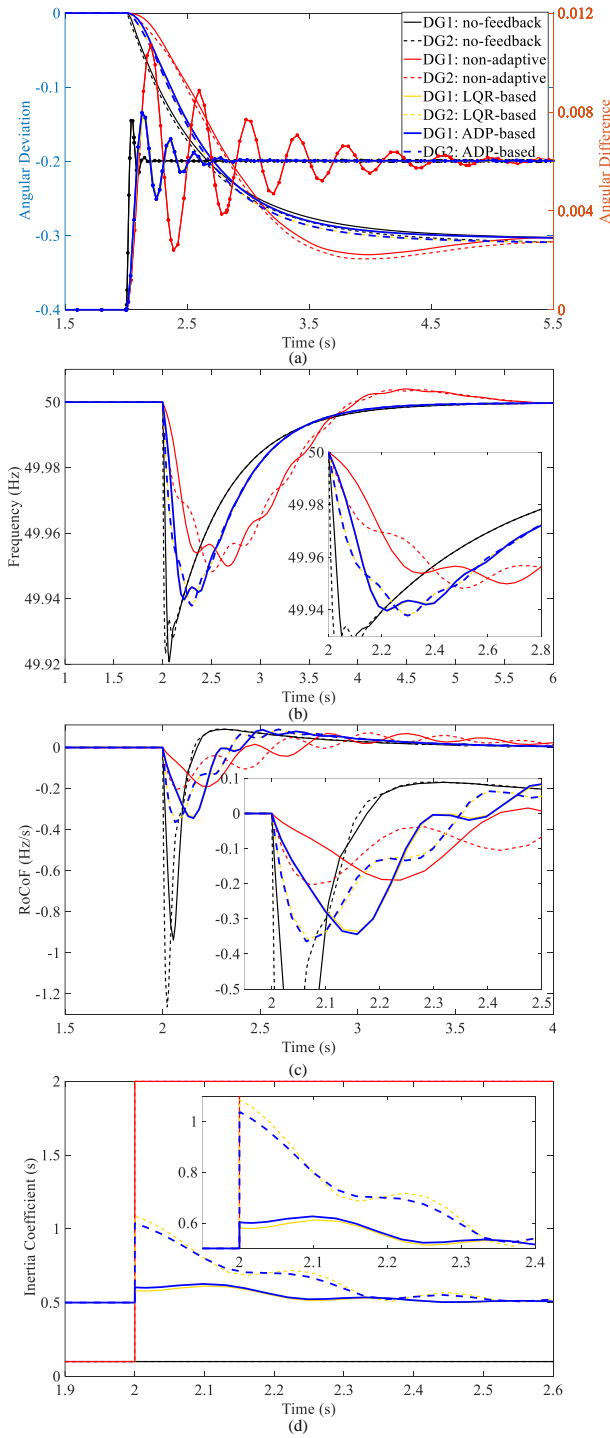 0
-0.1
-0.2
-0.3
-0.4
Angular Deviation
0.012
0.009
0.006
0.003
0
Angular Difference
DG1: no-feedback
DG2: no-feedback
DG1: non-adaptive
DG2: non-adaptive
DG1: LQR-based
DG2: LQR-based
DG1: ADP-based
DG2: ADP-based
1.5 2.5 3.5 4.5 5.5
Time (s)
(a)
50
49.98
49.96
49.94
49.92
Frequency (Hz)
50
49.98
49.96
49.94
2 2.2 2.4 2.6 2.8
1 1.5 2 2.5 3 3.5 4 4.5 5 5.5 6
Time (s)
(b)
0
-0.2
-0.4
-0.6
-0.8
-1
-1.2
RoCoF (Hz/s)
0.1
0
-0.1
-0.2
-0.3
-0.4
-0.5
2 2.1 2.2 2.3 2.4 2.5
1.5 2 2.5 3 3.5 4
Time (s)
(c)
2
1.5
1
0.5
0
Inertia Coefficient (s)
1
0.8
0.6
2 2.1 2.2 2.3 2.4
1.9 2 2.1 2.2 2.3 2.4 2.5 2.6
Time (s)
(d)